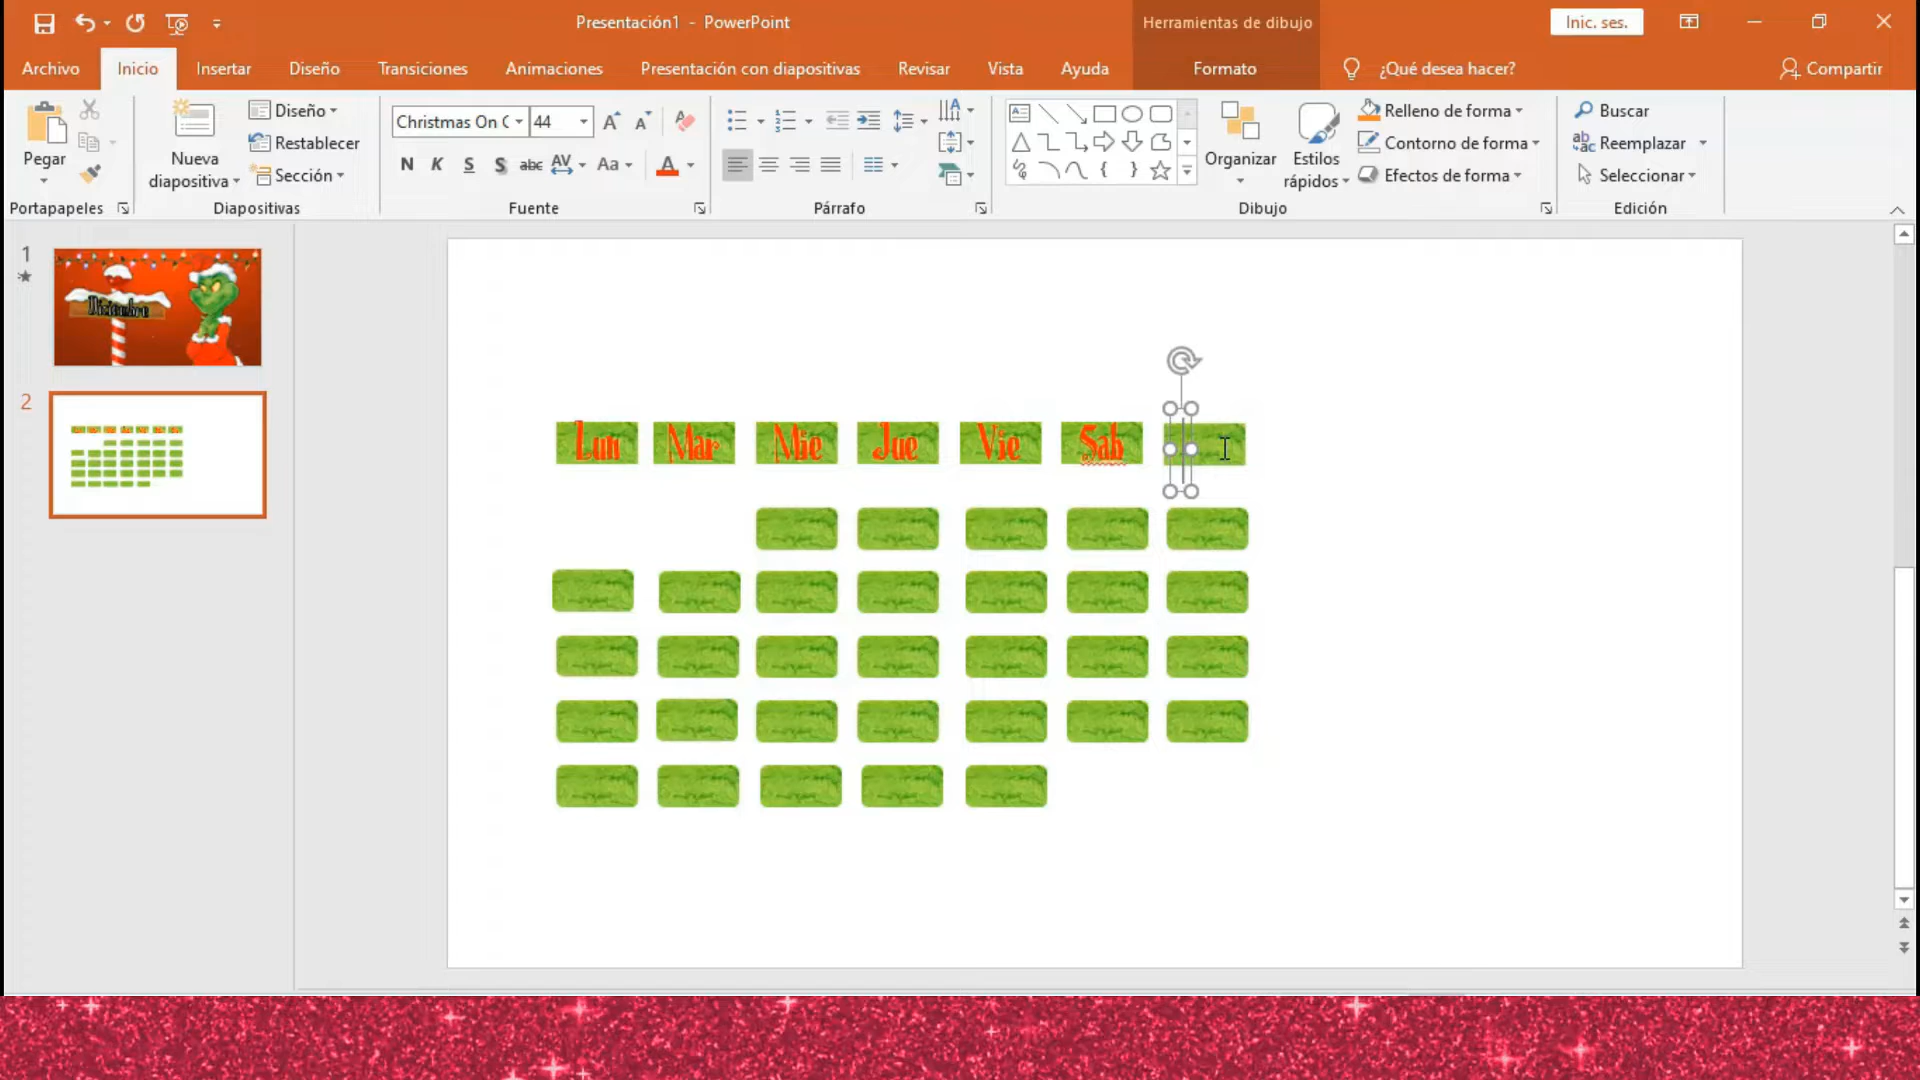 Presentación1 - PowerPoint
Herramientas de dibujo
Inic. ses.
Archivo Inicio Insertar Diseño Transiciones Animaciones Presentación con diapositivas Revisar Vista Ayuda Formato ¿Qué desea hacer? Compartir
Pegar
Nueva diapositiva
Diseño
Restablecer
Sección
Christmas On C 44
N K S S abc AV Aa A
Organizar
Estilos rápidos
Relleno de forma
Contorno de forma
Efectos de forma
Buscar
Reemplazar
Seleccionar
Portapapeles Diapositivas Fuente Párrafo Dibujo Edición
1
Diciembre
2
Lun Mar Mie Jue Vie Sab